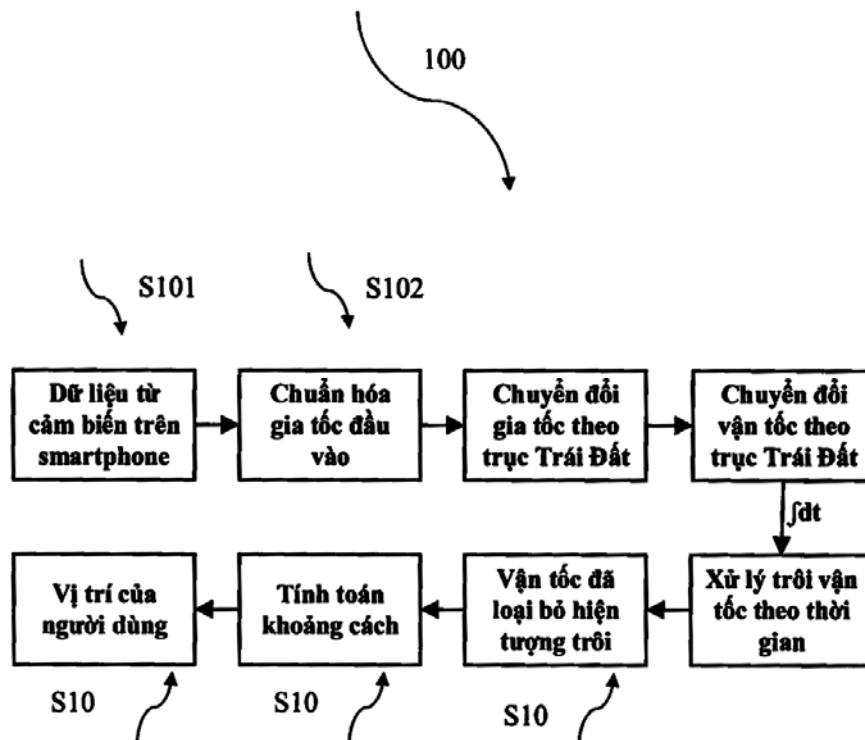 100
S101
S102
Dữ liệu từ
cảm biến trên
smartphone
Chuẩn hóa
gia tốc đầu
vào
Chuyển đổi
gia tốc theo
trục Trái Đất
Chuyển đổi
vận tốc theo
trục Trái Đất
∫dt
Vị trí của
người dùng
Tính toán
khoảng cách
Vận tốc đã
loại bỏ hiện
tượng trôi
Xử lý trôi vận
tốc theo thời
gian
S10
S10
S10